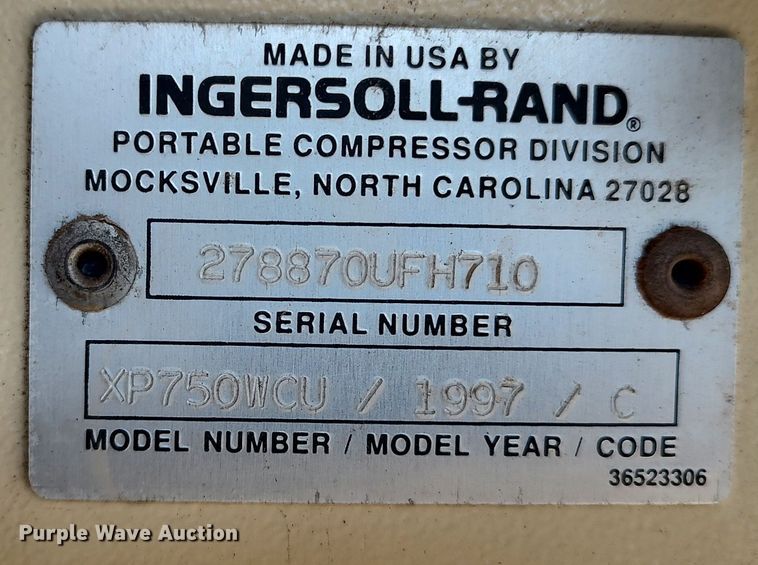 MADE IN USA BY
INGERSOLL-RAND®
PORTABLE COMPRESSOR DIVISION
MOCKSVILLE, NORTH CAROLINA 27028
278870UFH710
SERIAL NUMBER
XP750WCU / 1997 / C
MODEL NUMBER / MODEL YEAR / CODE
36523306
Purple Wave Auction